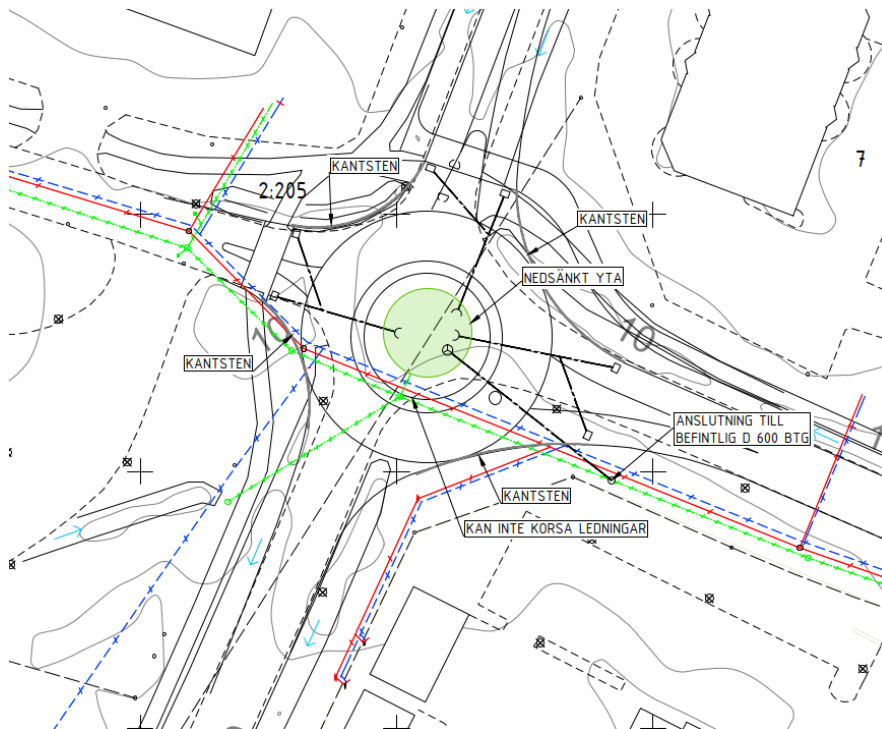 KANTSTEN
7
2:205
KANTSTEN
NEDSÄNKT YTA
10
10
KANTSTEN
ANSLUTNING TILL
BEFINTLIG D 600 BTG
KANTSTEN
KAN INTE KORSA LEDNINGAR